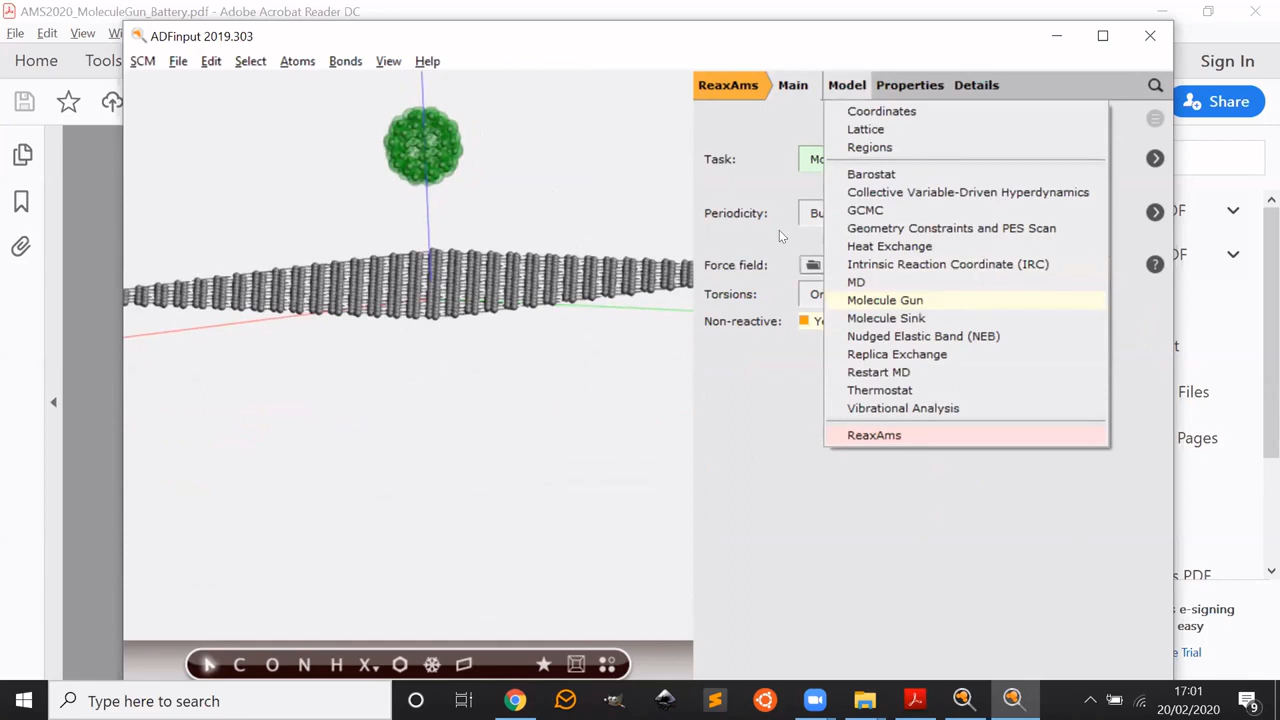 AMS2020_MoleculeGun_Battery.pdf - Adobe Acrobat Reader DC
File Edit View
Home Tools
Sign In
Share
ADFinput 2019.303
SCM File Edit Select Atoms Bonds View Help
ReaxAms Main Model Properties Details
Coordinates
Lattice
Regions
Task:
Barostat
Collective Variable-Driven Hyperdynamics
Periodicity:
GCMC
Geometry Constraints and PES Scan
Heat Exchange
Force field:
Intrinsic Reaction Coordinate (IRC)
MD
Torsions:
Molecule Gun
Non-reactive:
Molecule Sink
Nudged Elastic Band (NEB)
Replica Exchange
Restart MD
Thermostat
Vibrational Analysis
ReaxAms
Files
Pages
e-signing
easy
Trial
C O N H X
Type here to search
17:01
20/02/2020
9